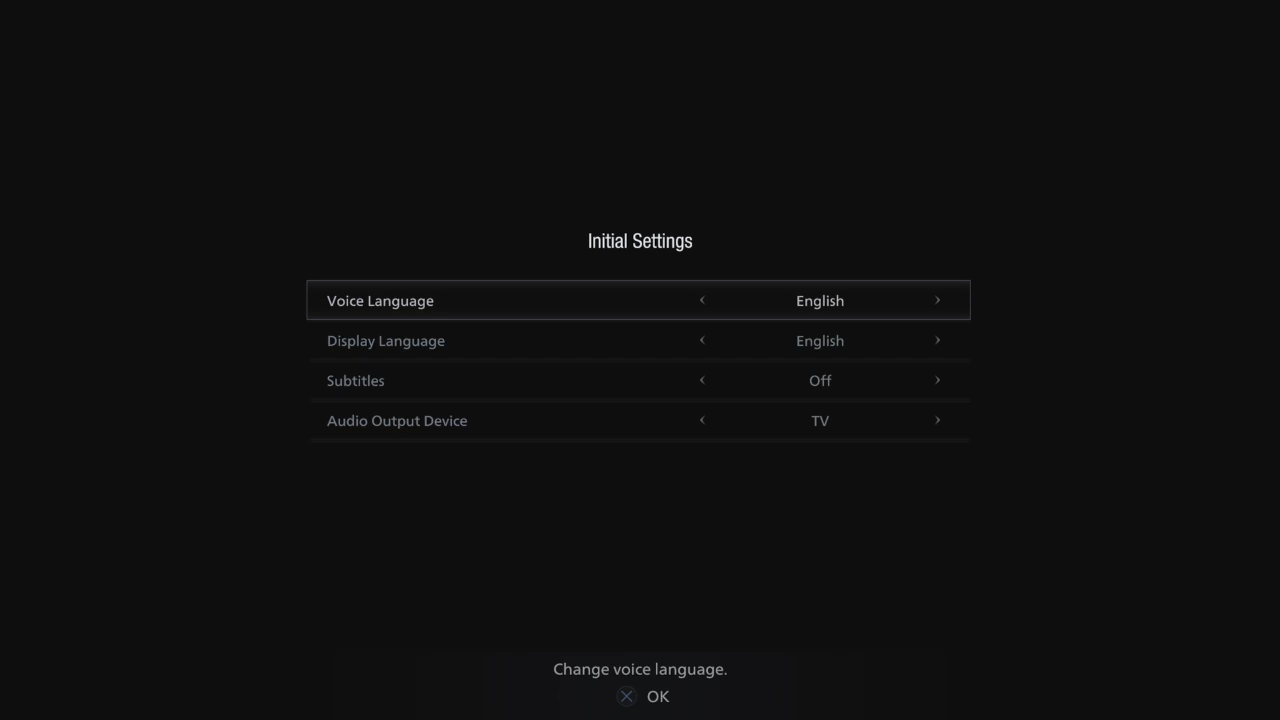 Initial Settings
Voice Language English
Display Language English
Subtitles Off
Audio Output Device TV
Change voice language.
OK